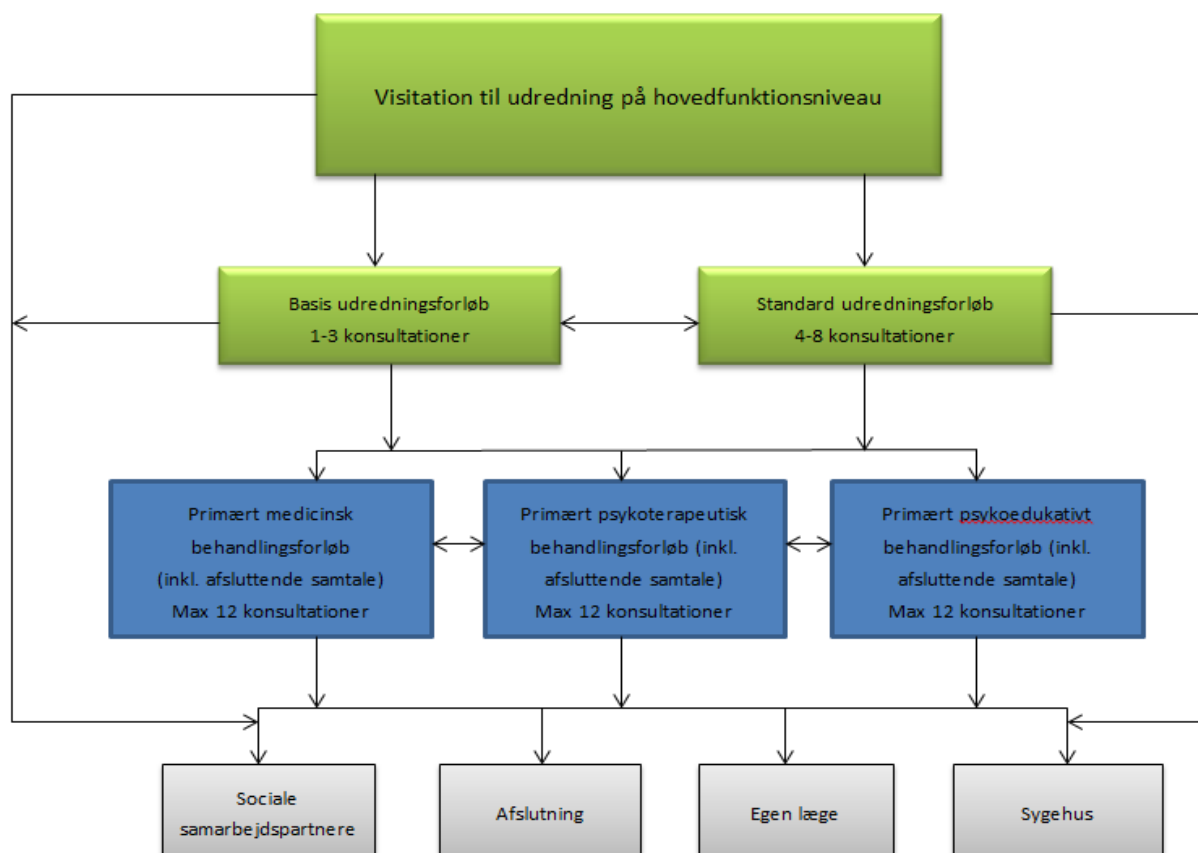 Visitation til udredning på hovedfunktionsniveau
Basis udredningsforløb
1-3 konsultationer
Standard udredningsforløb
4-8 konsultationer
Primært medicinsk
behandlingsforløb
(inkl. afsluttende samtale)
Max 12 konsultationer
Primært psykoterapeutisk
behandlingsforløb (inkl.
afsluttende samtale)
Max 12 konsultationer
Primært psykoedukativt
behandlingsforløb (inkl.
afsluttende samtale)
Max 12 konsultationer
Sociale
samarbejdspartnere
Afslutning
Egen læge
Sygehus